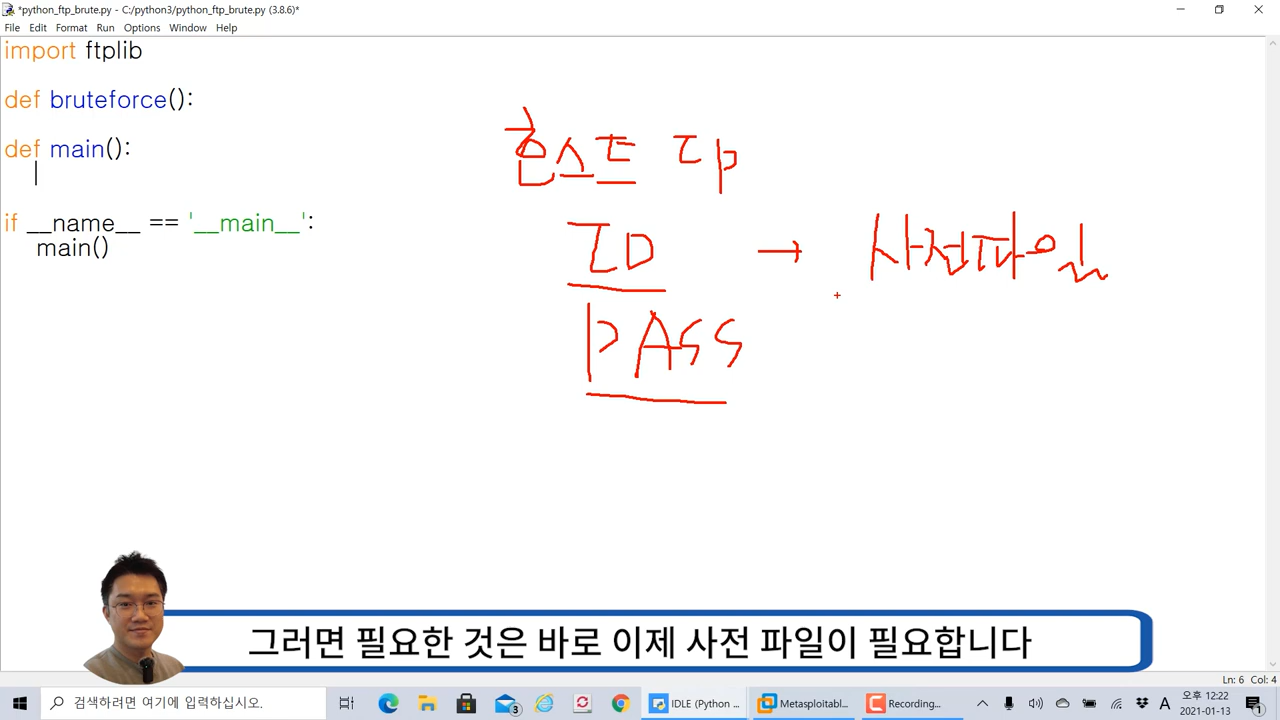 *python_ftp_brute.py - C:/python3/python_ftp_brute.py (3.8.6)*
File Edit Format Run Options Window Help
import ftplib
def bruteforce():
def main():
if __name__ == '__main__':
main()
호스트 Ip
ID → 사전파일
PASS
그러면 필요한 것은 바로 이제 사전 파일이 필요합니다
Ln: 6 Col: 4
검색하려면 여기에 입력하십시오.
3
IDLE (Python ...
Metasploitabl...
Recording...
A
오후 12:22
2021-01-13
1